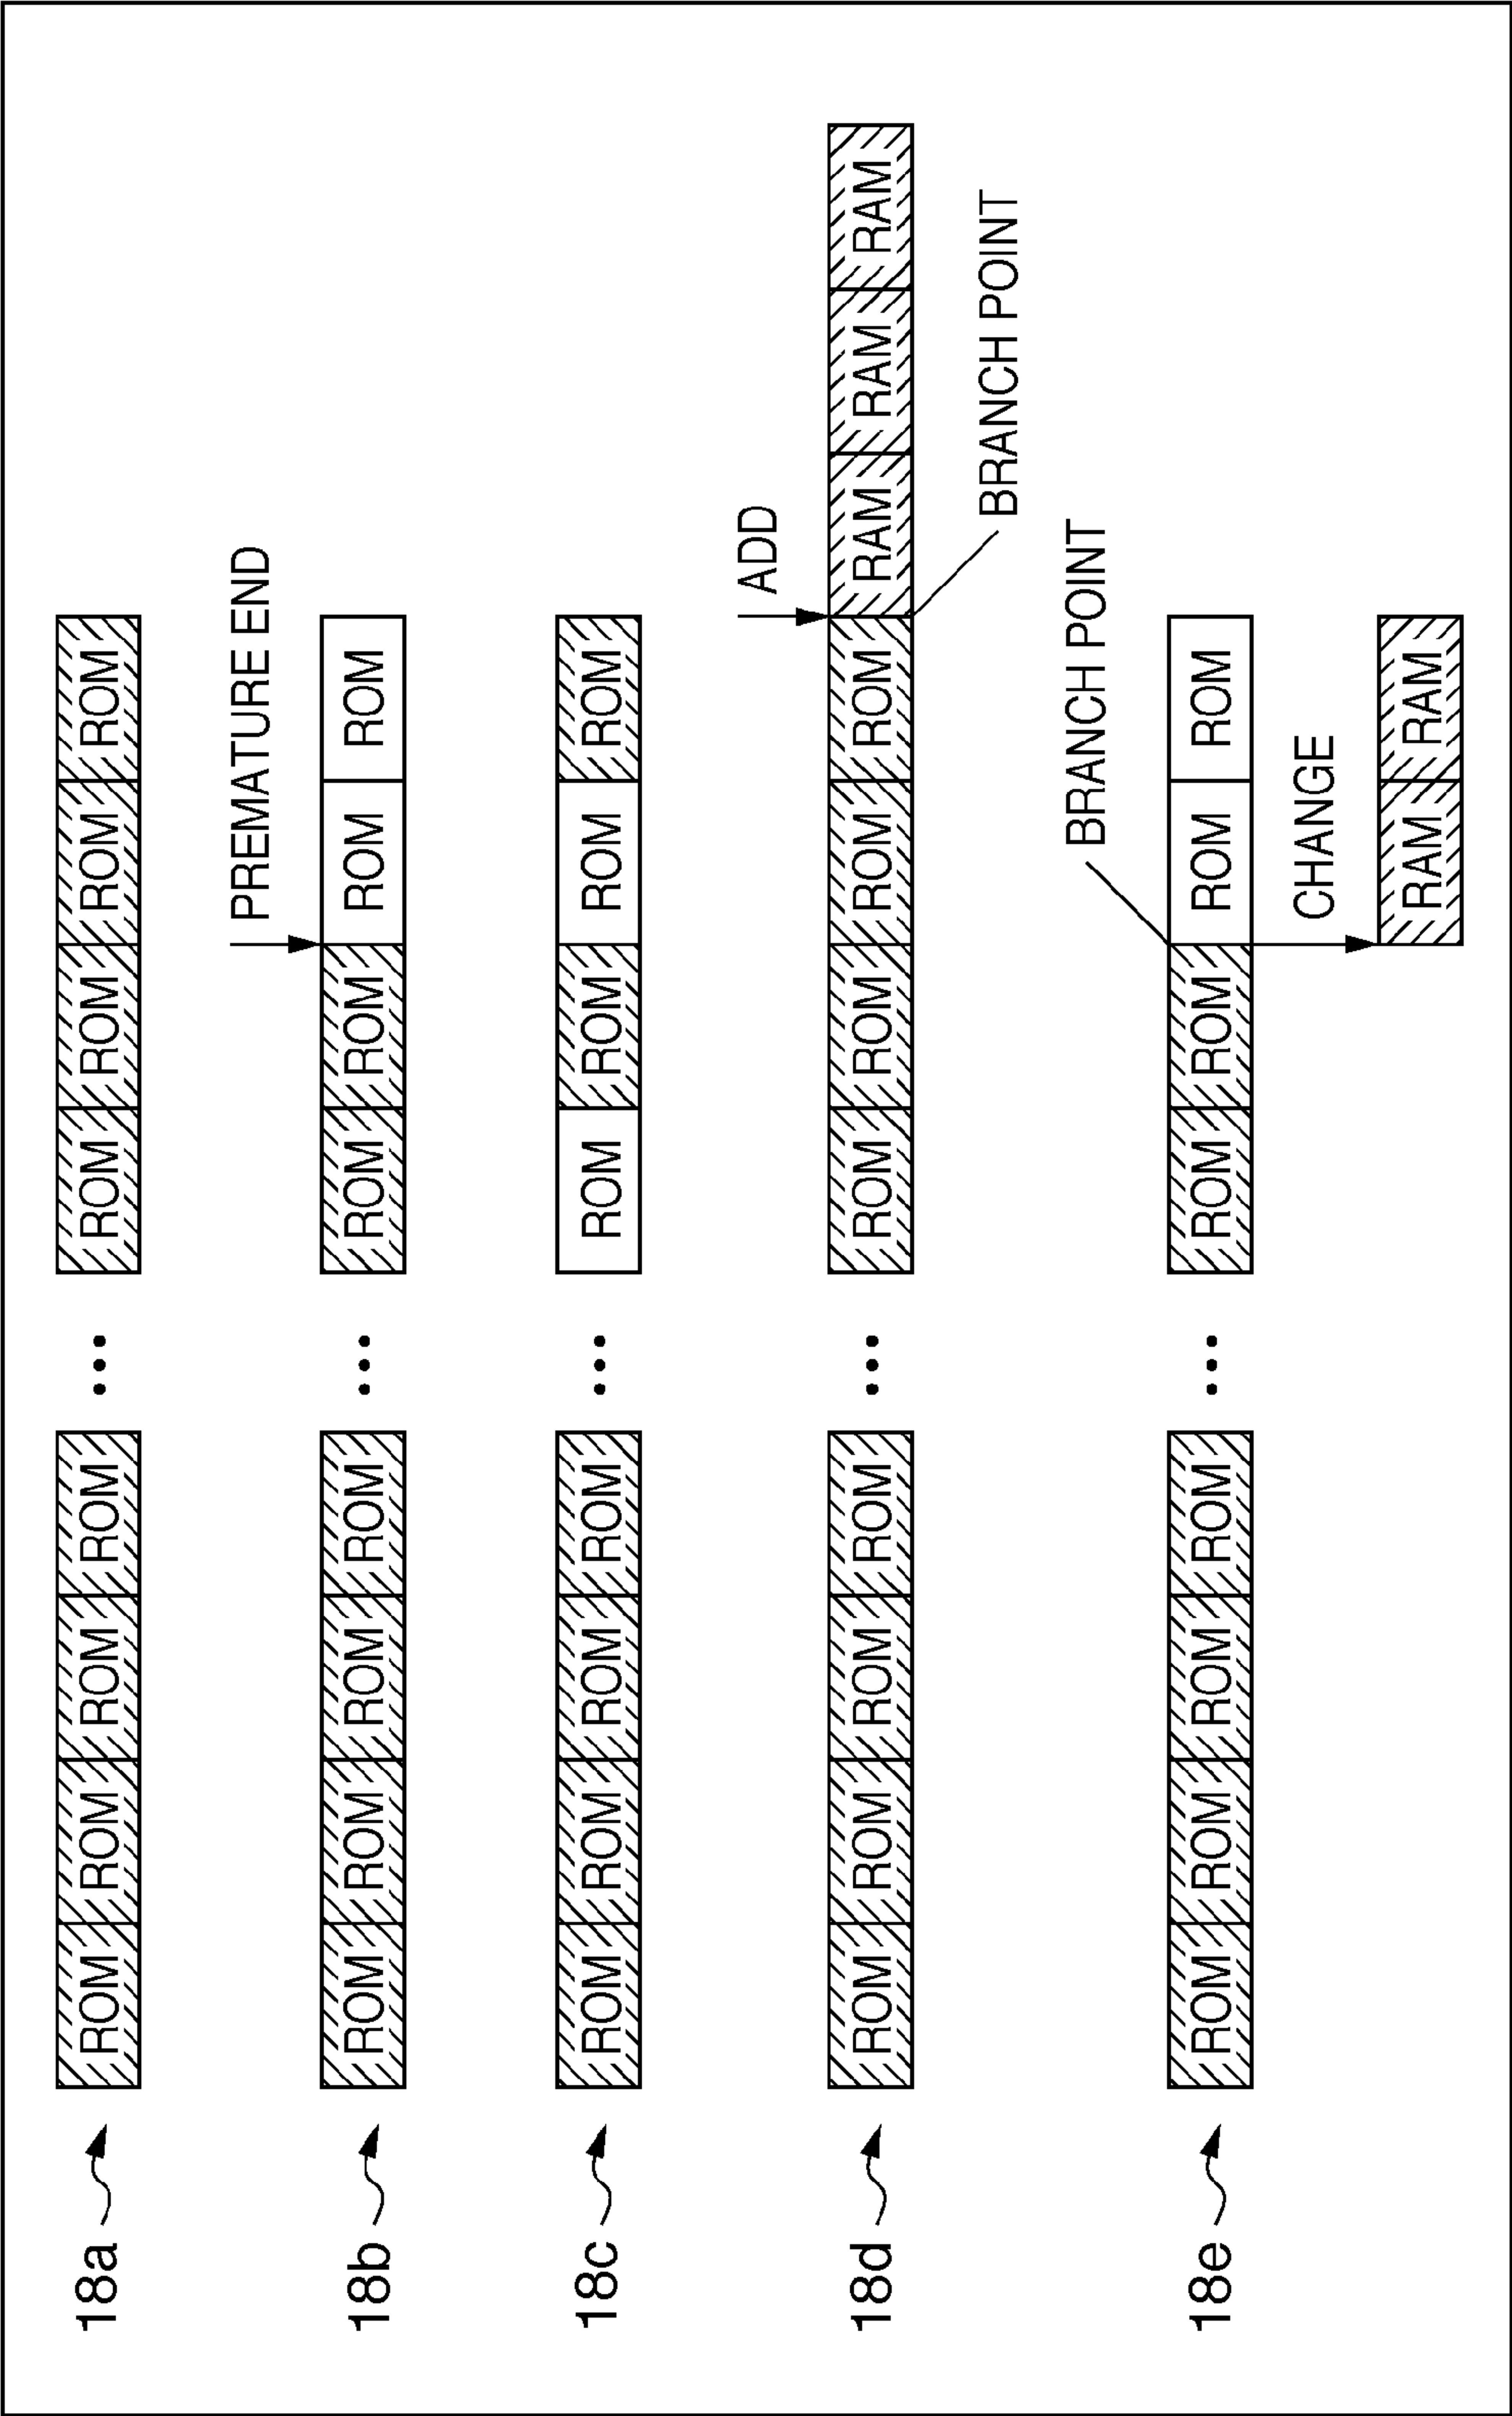 18a ROM ROM ROM ROM ... ROM ROM ROM ROM
PREMATURE END
18b ROM ROM ROM ROM ... ROM ROM ROM ROM
18c ROM ROM ROM ROM ... ROM ROM ROM ROM
ADD
18d ROM ROM ROM ROM ... ROM ROM ROM ROM RAM RAM RAM
BRANCH POINT
BRANCH POINT
18e ROM ROM ROM ROM ... ROM ROM ROM ROM
CHANGE
RAM RAM